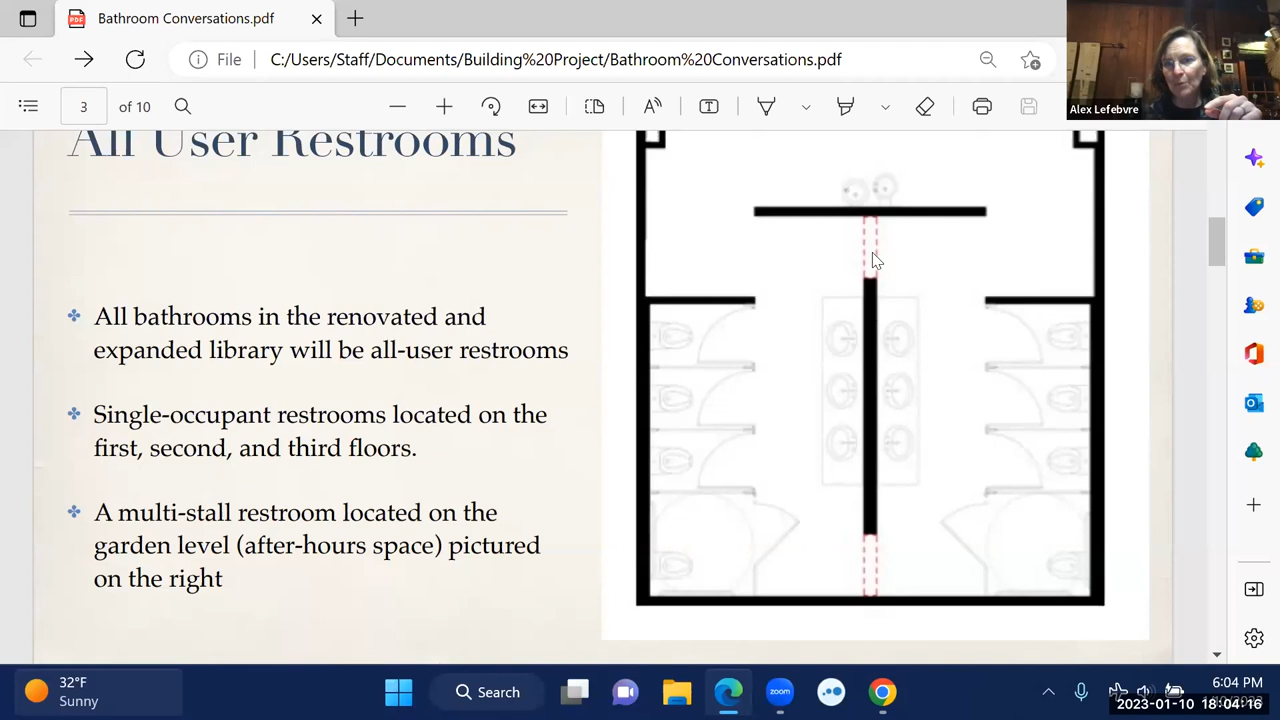 Bathroom Conversations.pdf
File
C:/Users/Staff/Documents/Building%20Project/Bathroom%20Conversations.pdf
Alex Lefebvre
3
of 10
All User Restrooms
All bathrooms in the renovated and
expanded library will be all-user restrooms
Single-occupant restrooms located on the
first, second, and third floors.
A multi-stall restroom located on the
garden level (after-hours space) pictured
on the right
32°F
Sunny
Search
zoom
6:04 PM
2023-01-10 18:04:16